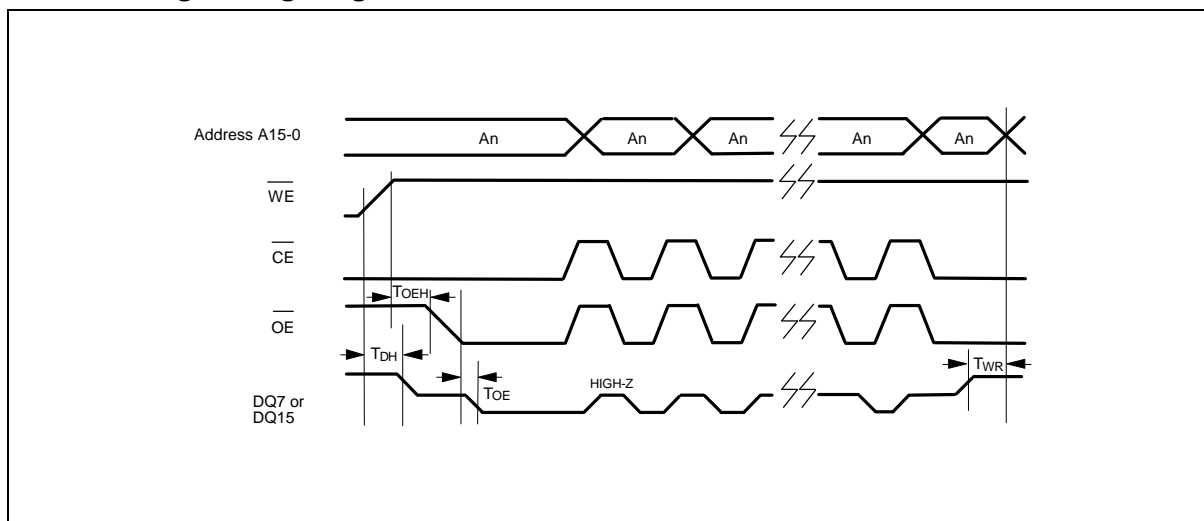 Address A15-0
An An An An An
WE
CE
TOEH
OE
TDH
TWR
TOE
HIGH-Z
DQ7 or
DQ15